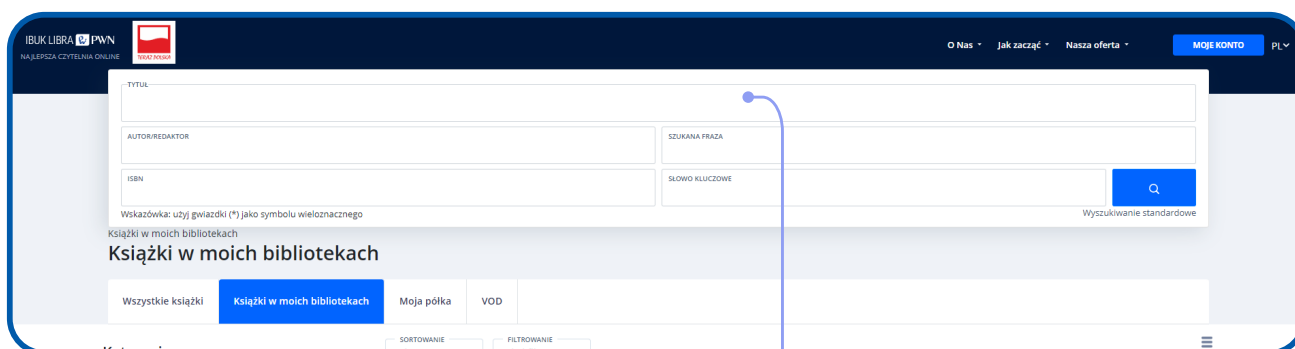 IBUK LIBRA PWN
NAJLEPSZA CZYTELNIA ONLINE
TERAZ POLSKA
O Nas
Jak zacząć
Nasza oferta
MOJE KONTO
PL
TYTUŁ
AUTOR/REDAKTOR
SZUKANA FRAZA
ISBN
SŁOWO KLUCZOWE
Wskazówka: użyj gwiazdki (*) jako symbolu wieloznacznego
Wyszukiwanie standardowe
Książki w moich bibliotekach
Książki w moich bibliotekach
Wszystkie książki
Książki w moich bibliotekach
Moja półka
VOD
SORTOWANIE
FILTROWANIE